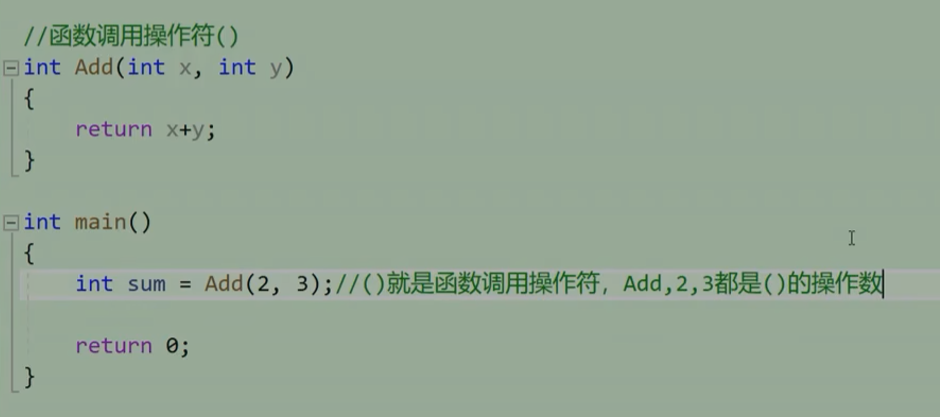 //函数调用操作符()
int Add(int x, int y)
{
return x+y;
}
int main()
{
int sum = Add(2, 3);//()就是函数调用操作符，Add,2,3都是()的操作数
return 0;
}